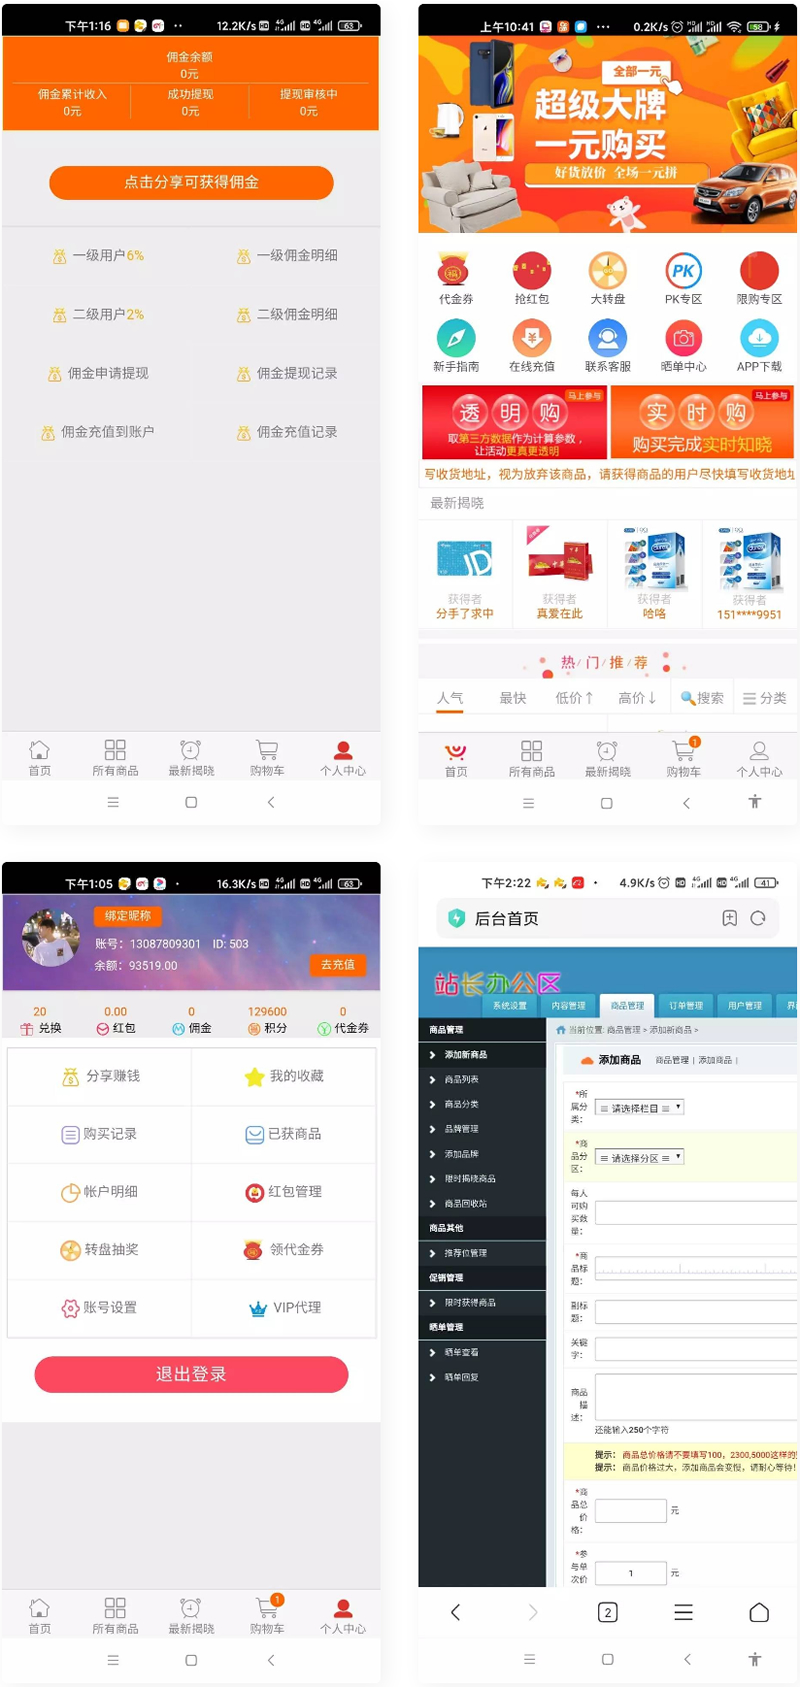 下午1:16
12.2K/s
63
佣金余额
0元
佣金累计收入
成功提现
提现审核中
0元
0元
0元
点击分享可获得佣金
一级用户6%
一级佣金明细
二级用户2%
二级佣金明细
佣金申请提现
佣金提现记录
佣金充值到账户
佣金充值记录
首页
所有商品
最新揭晓
购物车
个人中心
上午10:41
0.2K/s
58
全部一元
超级大牌
一元购买
好货放价 全场一元拼
代金券
抢红包
大转盘
PK
PK专区
限购专区
新手指南
在线充值
联系客服
晒单中心
APP下载
马上参与
透明购
取第三方数据作为计算参数，
让活动更真更透明
马上参与
实时购
购买完成实时知晓
写收货地址，视为放弃该商品，请获得商品的用户尽快填写收货地址
最新揭晓
JD
获得者
分手了求中
获得者
真爱在此
获得者
哈咯
获得者
151****9951
热/门/推/荐
人气
最快
低价↑
高价↓
搜索
分类
首页
所有商品
最新揭晓
1
购物车
个人中心
下午1:05
16.3K/s
63
绑定昵称
账号：13087809301
ID: 503
余额：93519.00
去充值
20
0.00
0
129600
0
兑换
红包
佣金
积分
代金券
分享赚钱
我的收藏
购买记录
已获商品
帐户明细
红包管理
转盘抽奖
领代金券
账号设置
VIP代理
退出登录
首页
所有商品
最新揭晓
1
购物车
个人中心
下午2:22
4.9K/s
41
后台首页
站长办公区
系统设置
内容管理
商品管理
订单管理
用户管理
商品管理
添加新商品
商品列表
商品分类
品牌管理
添加品牌
限时揭晓商品
商品回收站
商品其他
推荐位管理
促销管理
限时获得商品
晒单管理
晒单查看
晒单回复
当前位置: 商品管理 > 添加新商品 >
添加商品
商品管理 | 添加商品 |
*所属分类：
≡ 请选择栏目 ≡
*商品分区：
≡ 请选择分区 ≡
每人可购买数量：
*商品标题：
副标题：
关键字：
商品描述：
还能输入250个字符
提示： 商品总价格请不要填写100，2300,5000这样的
提示： 商品价格过大，添加商品会变慢，请耐心等待！
*商品总价格：
元
*参与单次价
1
元
2